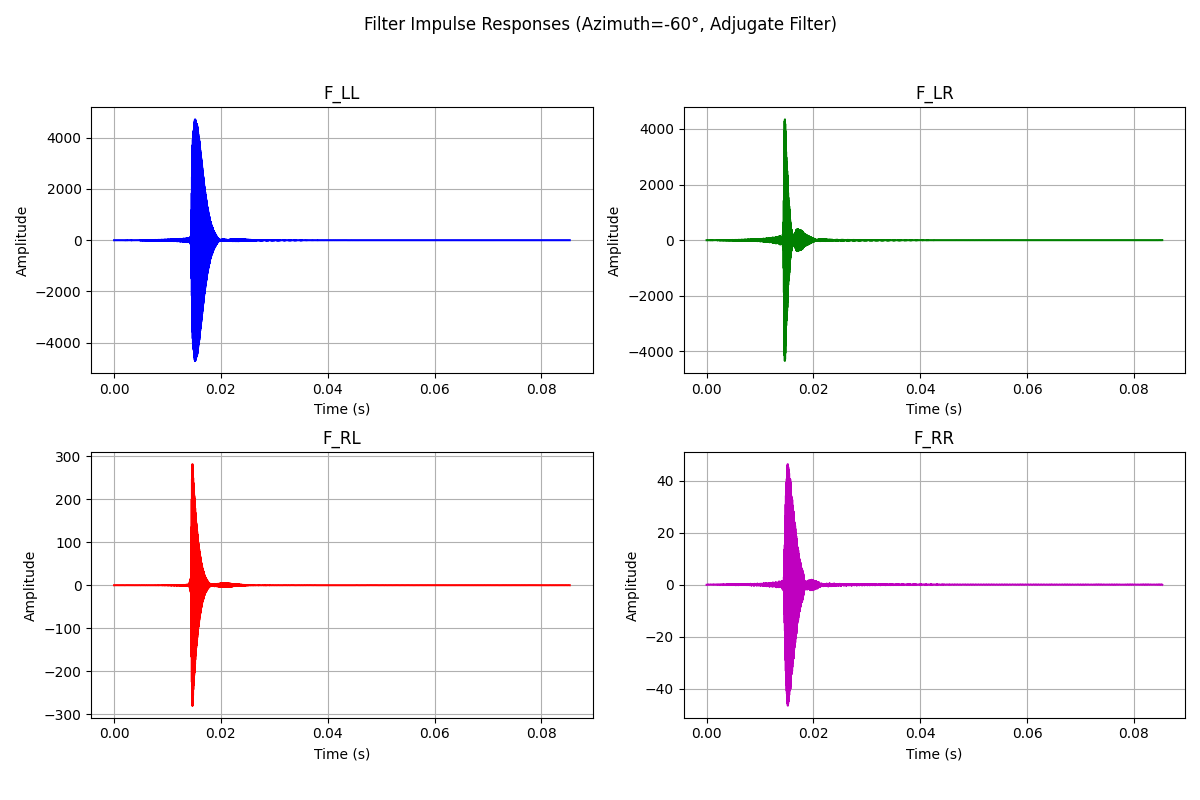 Filter Impulse Responses (Azimuth=-60°, Adjugate Filter)
F_LL
4000
2000
0
−2000
−4000
Amplitude
0.00 0.02 0.04 0.06 0.08
Time (s)
F_LR
4000
2000
0
−2000
−4000
Amplitude
0.00 0.02 0.04 0.06 0.08
Time (s)
F_RL
300
200
100
0
−100
−200
−300
Amplitude
0.00 0.02 0.04 0.06 0.08
Time (s)
F_RR
40
20
0
−20
−40
Amplitude
0.00 0.02 0.04 0.06 0.08
Time (s)